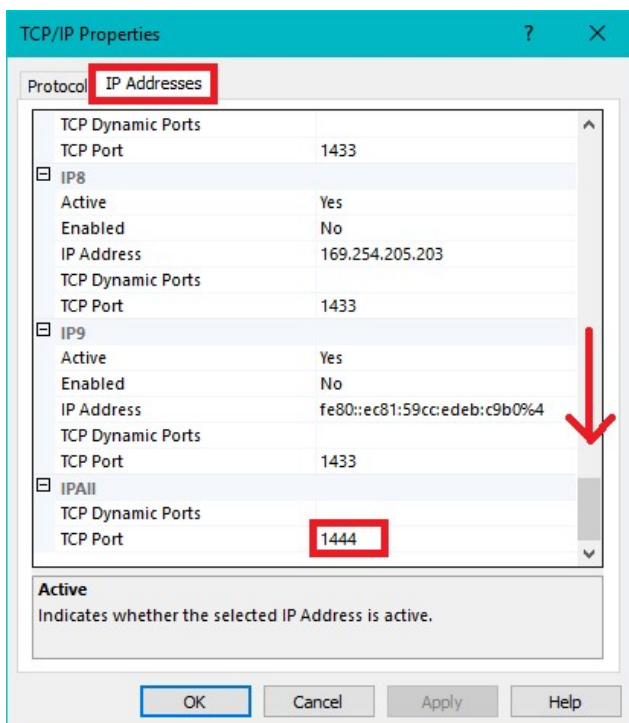 TCP/IP Properties ? ×
Protocol IP Addresses
TCP Dynamic Ports
TCP Port 1433
IP8
Active Yes
Enabled No
IP Address 169.254.205.203
TCP Dynamic Ports
TCP Port 1433
IP9
Active Yes
Enabled No
IP Address fe80::ec81:59cc:edeb:c9b0%4
TCP Dynamic Ports
TCP Port 1433
IPAll
TCP Dynamic Ports
TCP Port 1444
Active
Indicates whether the selected IP Address is active.
OK Cancel Apply Help